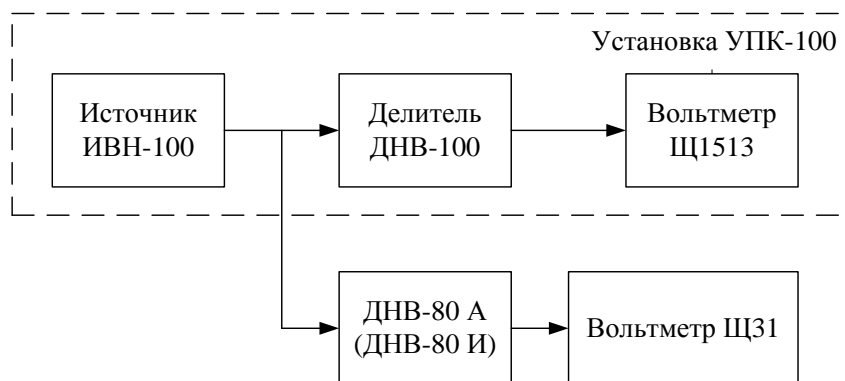 Установка УПК-100
Источник
ИВН-100
Делитель
ДНВ-100
Вольтметр
Щ1513
ДНВ-80 А
(ДНВ-80 И)
Вольтметр Щ31